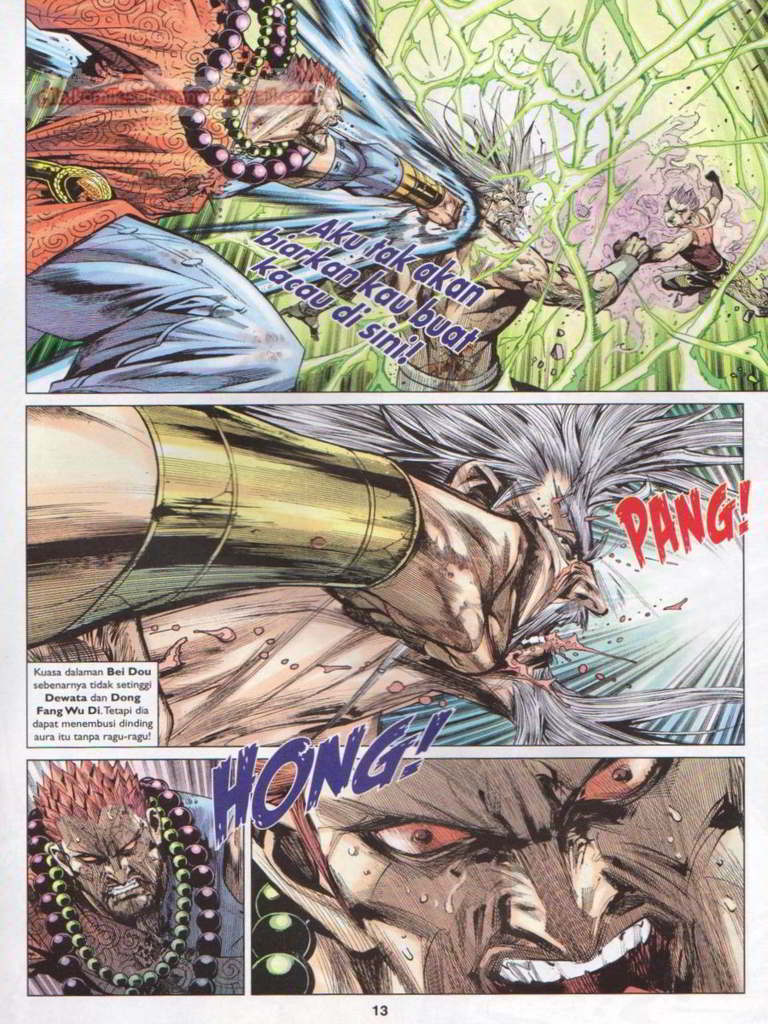 Aku tak akan
biarkan kau buat
kacau di sini!
PANG!
Kuasa dalaman Bei Dou
sebenarnya tidak setinggi
Dewata dan Dong
Fang Wu Di. Tetapi dia
dapat menembusi dinding
aura itu tanpa ragu-ragu!
HONG!
13